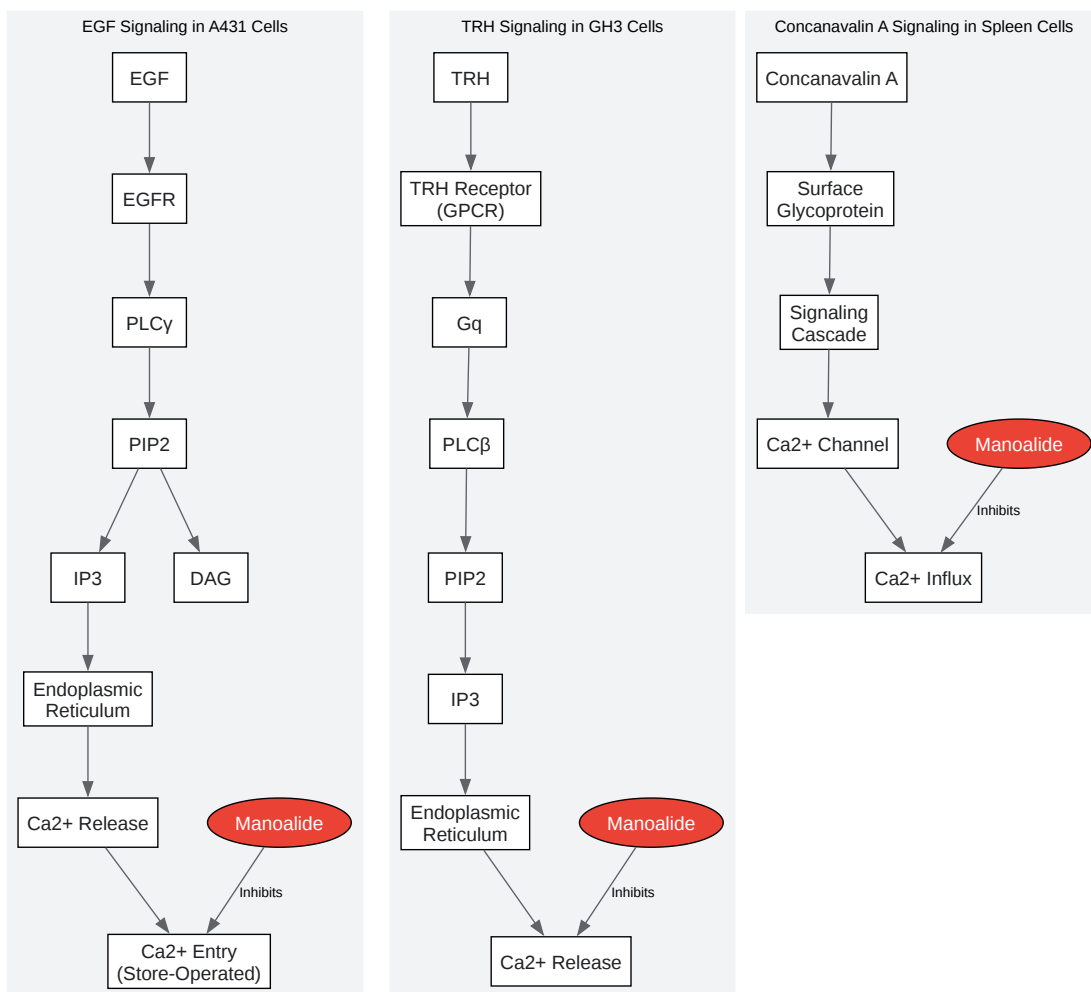 EGF Signaling in A431 Cells
EGF
EGFR
PLCγ
PIP2
IP3
DAG
Endoplasmic
Reticulum
Ca2+ Release
Manoalide
Inhibits
Ca2+ Entry
(Store-Operated)
TRH Signaling in GH3 Cells
TRH
TRH Receptor
(GPCR)
Gq
PLCβ
PIP2
IP3
Endoplasmic
Reticulum
Manoalide
Inhibits
Ca2+ Release
Concanavalin A Signaling in Spleen Cells
Concanavalin A
Surface
Glycoprotein
Signaling
Cascade
Ca2+ Channel
Manoalide
Inhibits
Ca2+ Influx